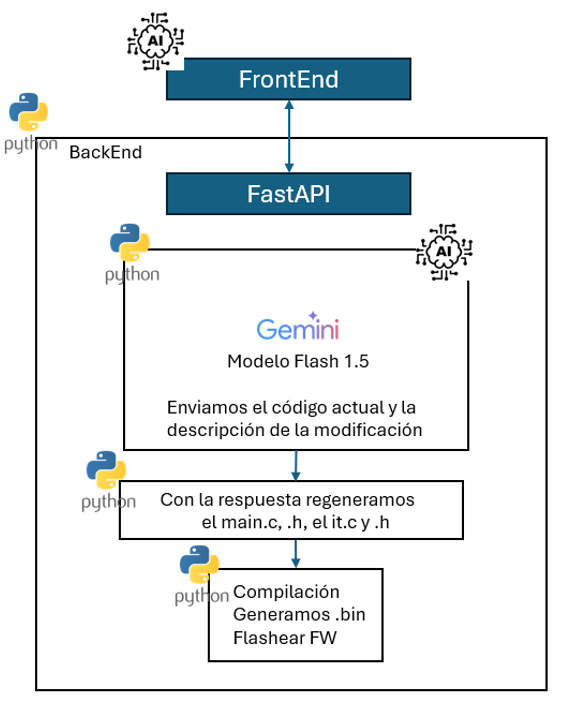 AI
FrontEnd
python
BackEnd
FastAPI
python
AI
Gemini
Modelo Flash 1.5
Enviamos el código actual y la
descripción de la modificación
python
Con la respuesta regeneramos
el main.c, .h, el it.c y .h
python
Compilación
Generamos .bin
Flashear FW